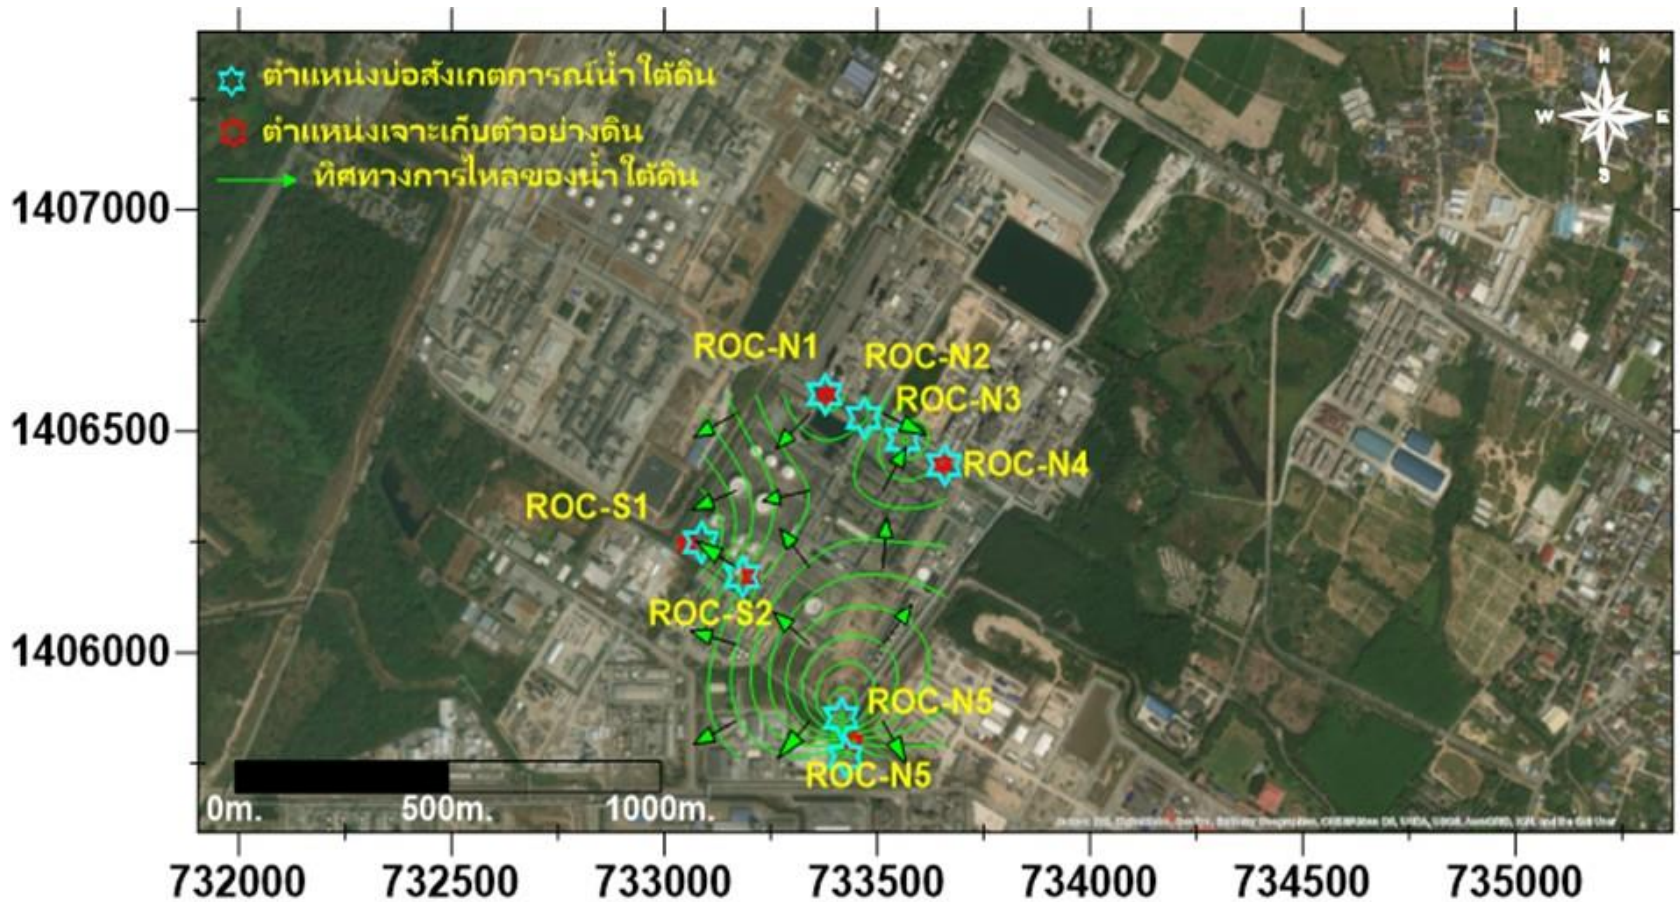 ตำแหน่งบ่อสังเกตการณ์น้ำใต้ดิน
ตำแหน่งเจาะเก็บตัวอย่างดิน
ทิศทางการไหลของน้ำใต้ดิน
N
W E
S
1407000
ROC-N1
ROC-N2
ROC-N3
1406500
ROC-N4
ROC-S1
ROC-S2
1406000
ROC-N5
ROC-N5
0m. 500m. 1000m.
732000 732500 733000 733500 734000 734500 735000